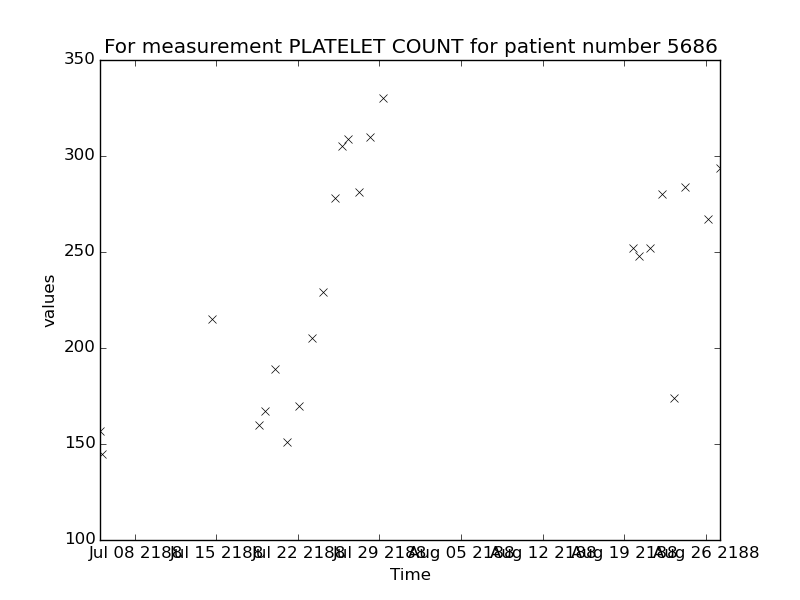 For measurement PLATELET COUNT for patient number 5686
350
300
250
200
150
100
values
Jul 08 2188 Jul 15 2188 Jul 22 2188 Jul 29 2188 Aug 05 2188 Aug 12 2188 Aug 19 2188 Aug 26 2188
Time